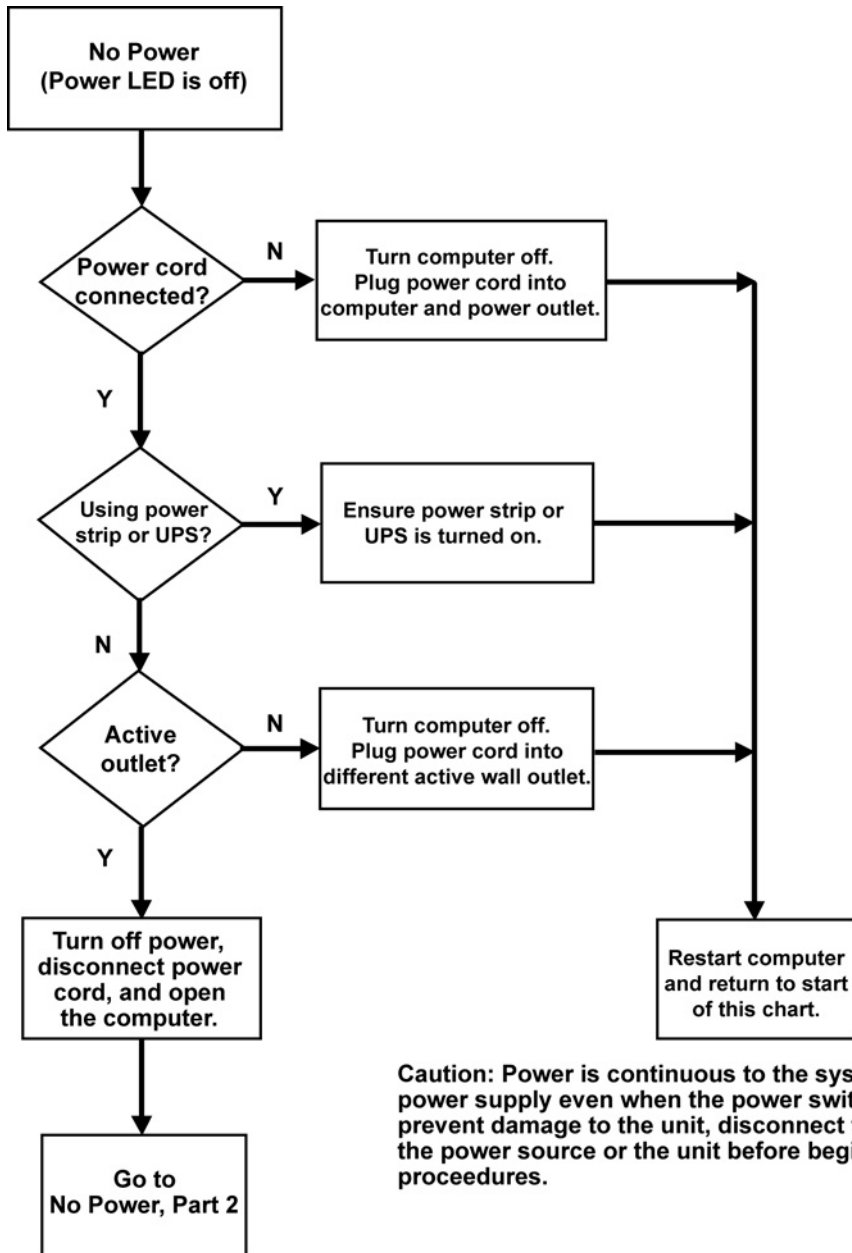 No Power
(Power LED is off)
Power cord
connected?
N
Turn computer off.
Plug power cord into
computer and power outlet.
Y
Using power
strip or UPS?
Y
Ensure power strip or
UPS is turned on.
N
Active
outlet?
N
Turn computer off.
Plug power cord into
different active wall outlet.
Y
Turn off power,
disconnect power
cord, and open
the computer.
Restart computer
and return to start
of this chart.
Go to
No Power, Part 2
Caution: Power is continuous to the
power supply even when the power
prevent damage to the unit, disconnect
the power source or the unit before
proceedures.